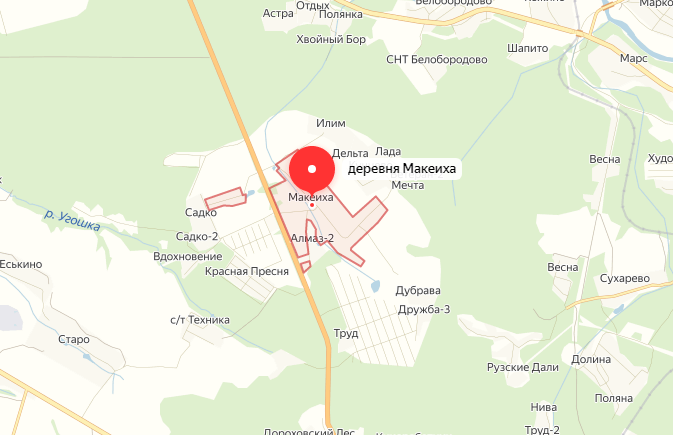 Отдых
Астра
Полянка
Белобородово
Хвойный Бор
Шапито
СНТ Белобородово
Марс
Илим
Дельта
Лада
деревня Макеиха
Весна
Мечта
Макеиха
Садко
р. Угошка
Садко-2
Алмаз-2
Вдохновение
Еськино
Красная Пресня
Весна
Сухарево
Дубрава
Дружба-3
с/т Техника
Труд
Старо
Долина
Рузские Дали
Поляна
Нива
Труд-2